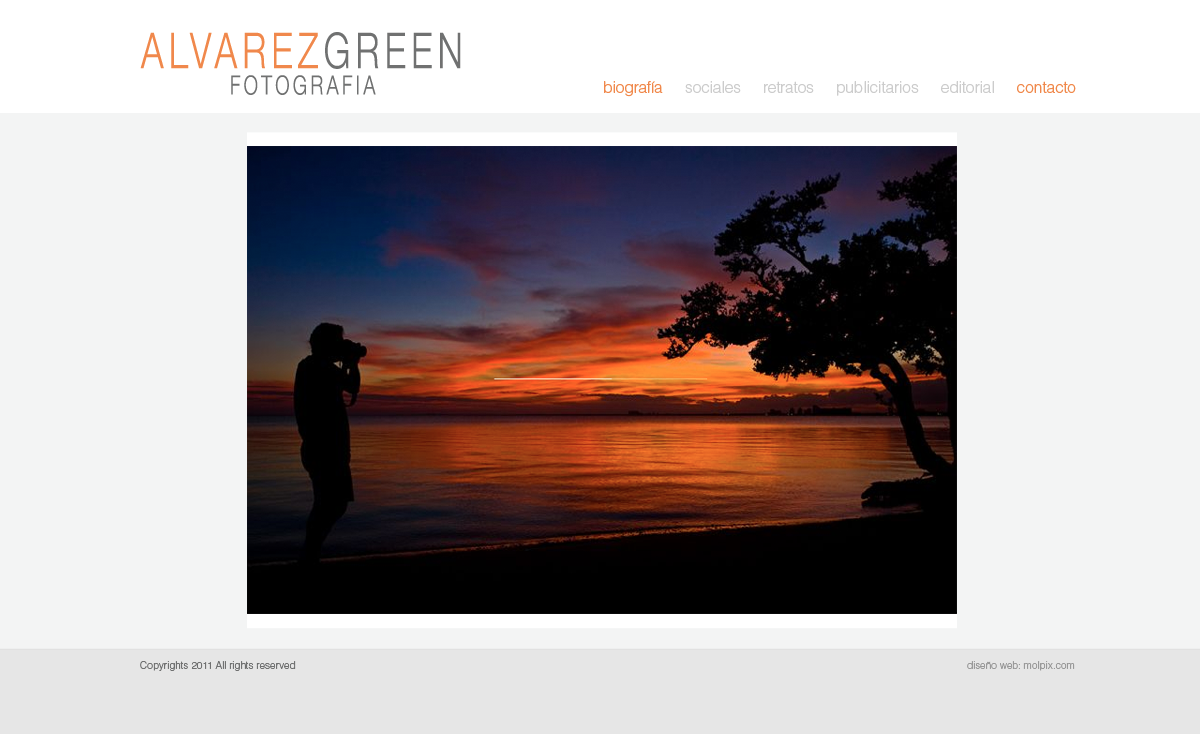 ALVAREZGREEN
FOTOGRAFIA
biografía sociales retratos publicitarios editorial contacto
Copyrights 2011 All rights reserved
diseño web: molpix.com